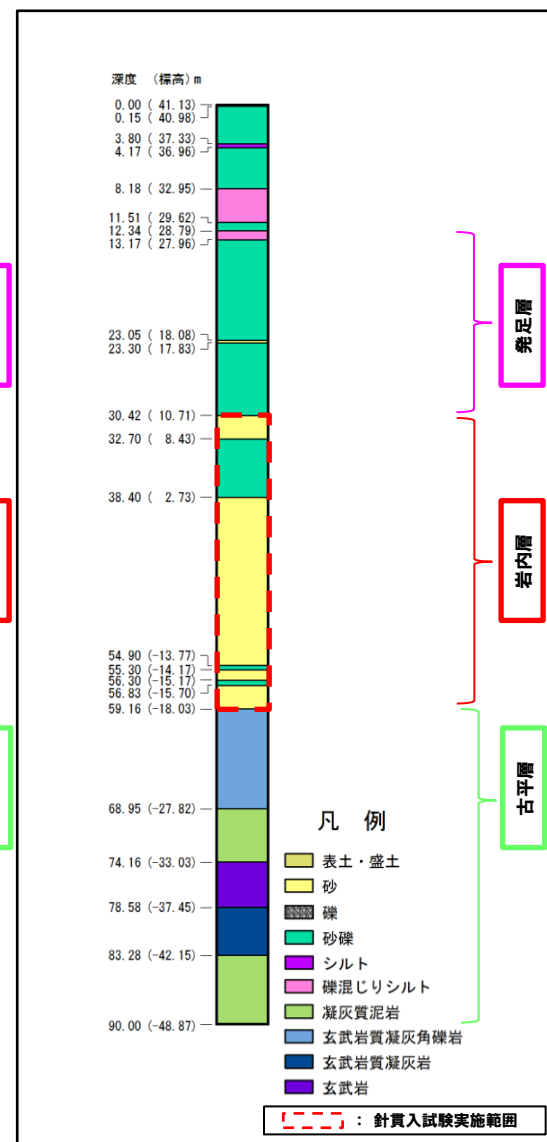 深度 (標高) m
0.00 ( 41.13)
0.15 ( 40.98)
3.80 ( 37.33)
4.17 ( 36.96)
8.18 ( 32.95)
11.51 ( 29.62)
12.34 ( 28.79)
13.17 ( 27.96)
23.05 ( 18.08)
23.30 ( 17.83)
30.42 ( 10.71)
32.70 ( 8.43)
38.40 ( 2.73)
54.90 (-13.77)
55.30 (-14.17)
56.30 (-15.17)
56.83 (-15.70)
59.16 (-18.03)
68.95 (-27.82)
74.16 (-33.03)
78.58 (-37.45)
83.28 (-42.15)
90.00 (-48.87)
発足層
岩内層
古平層
凡 例
表土・盛土
砂
礫
砂礫
シルト
礫混じりシルト
凝灰質泥岩
玄武岩質凝灰角礫岩
玄武岩質凝灰岩
玄武岩
: 針貫入試験実施範囲